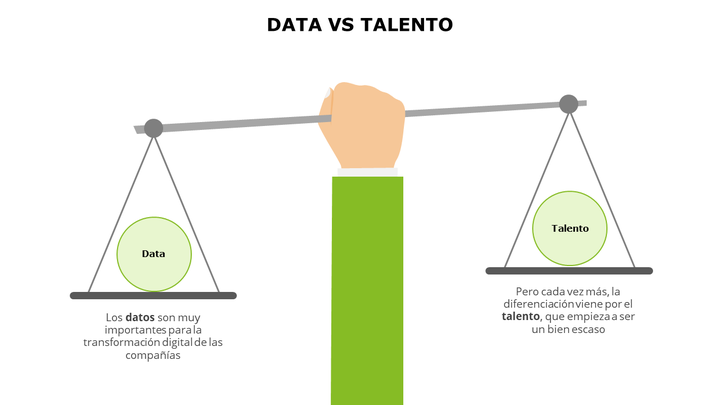 DATA VS TALENTO
Data
Los datos son muy
importantes para la
transformación digital de las
compañías
Talento
Pero cada vez más, la
diferenciación viene por el
talento, que empieza a ser
un bien escaso